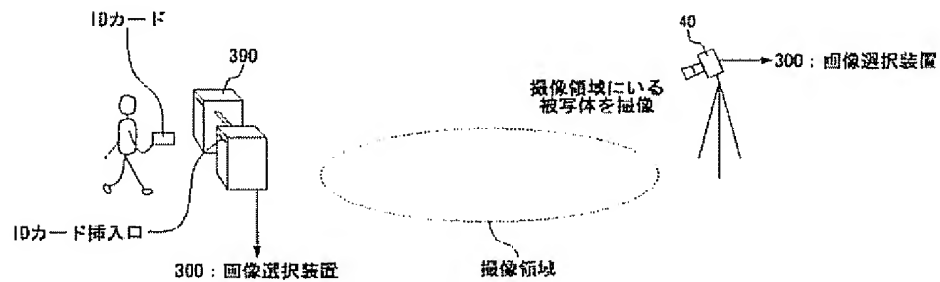 IDカード
390
40
300:画像選択装置
撮像領域にいる
被写体を撮像
IDカード挿入口
300:画像選択装置
撮像領域